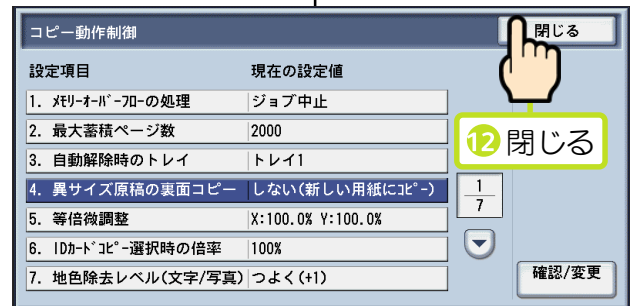 コピー動作制御 閉じる
設定項目 現在の設定値
1. ﾒﾓﾘｰｵｰﾊﾞｰﾌﾛｰの処理 ジョブ中止
2. 最大蓄積ページ数 2000
⑫ 閉じる
3. 自動解除時のトレイ トレイ1
4. 異サイズ原稿の裏面コピー しない(新しい用紙にｺﾋﾟｰ)
1
7
5. 等倍微調整 X:100.0% Y:100.0%
6. IDｶｰﾄﾞｺﾋﾟｰ選択時の倍率 100%
7. 地色除去レベル(文字/写真) つよく(+1)
確認/変更